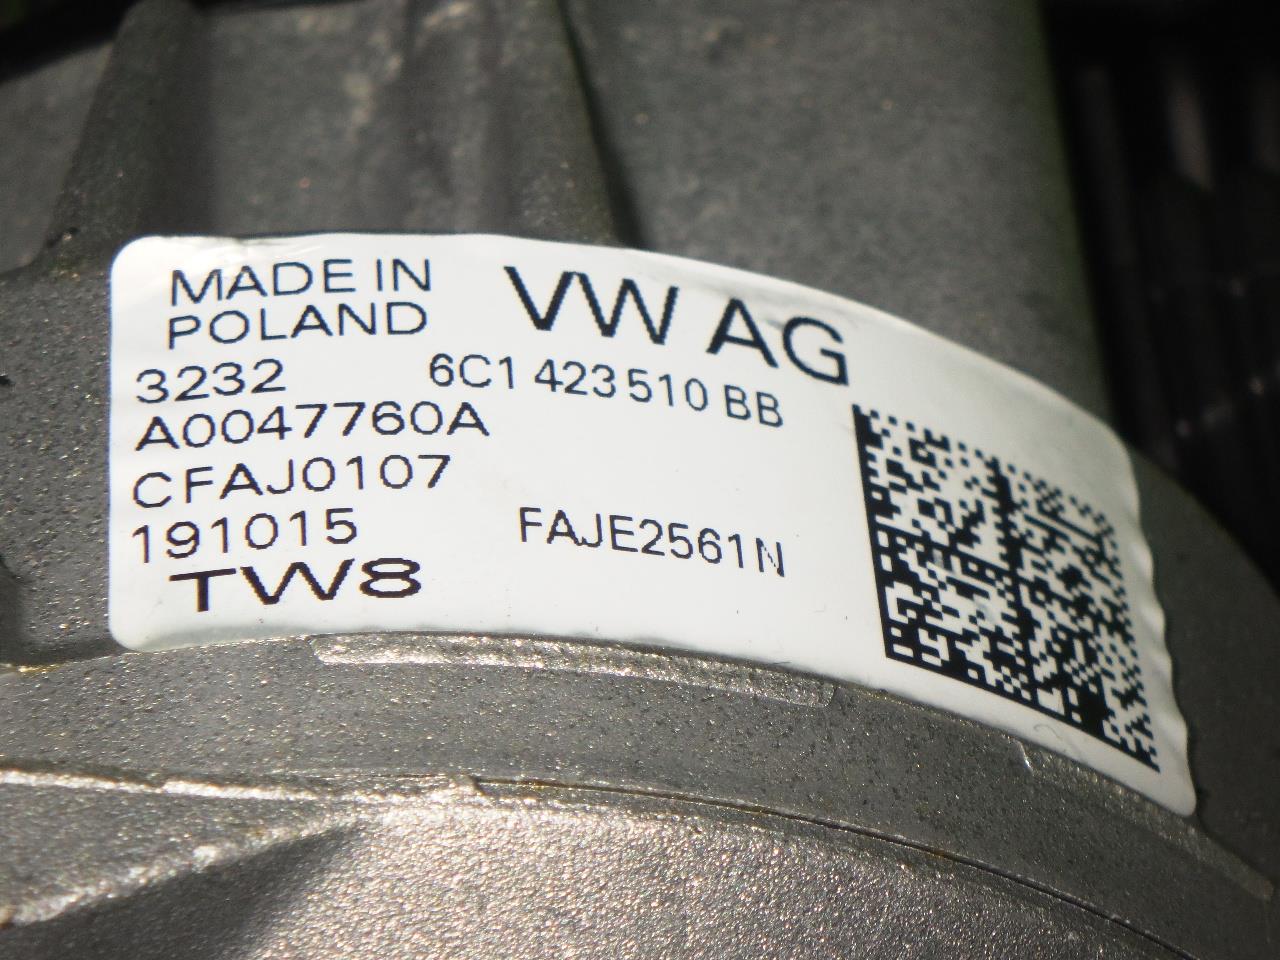 MADE IN
POLAND
VW AG
3232
6C1 423 510 BB
A0047760A
CFAJ0107
191015
FAJE2561N
TW8